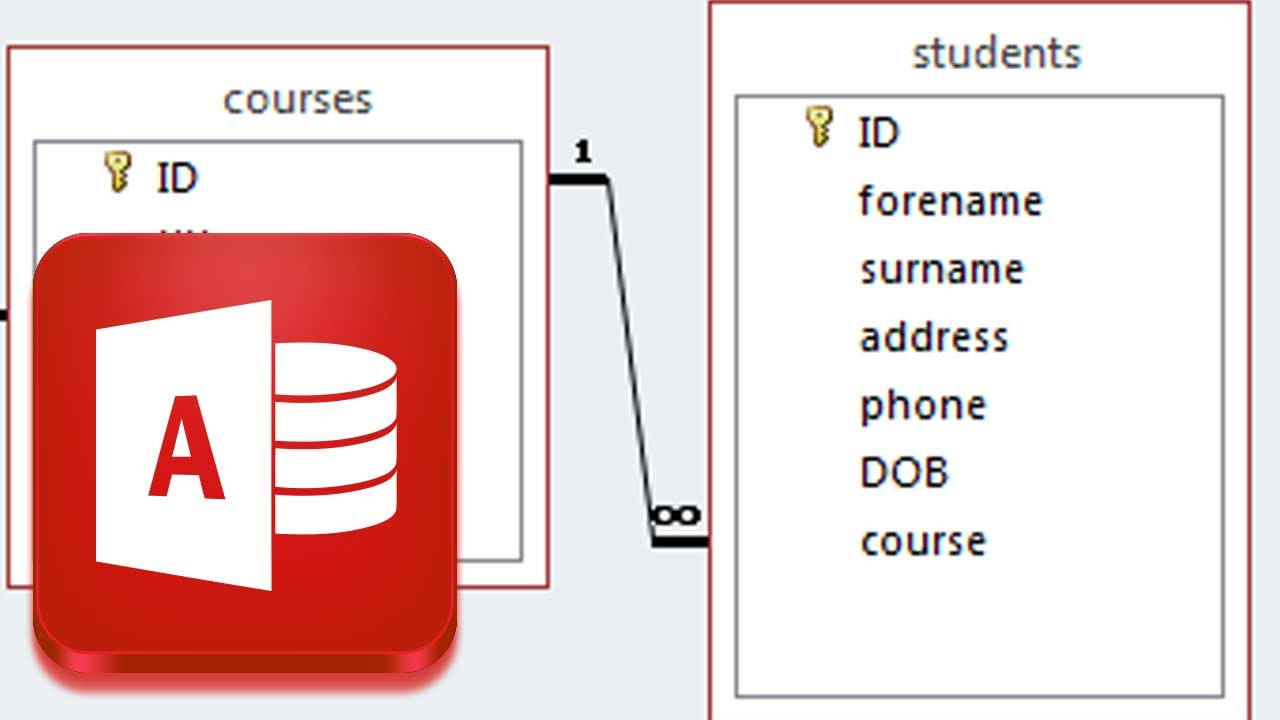 courses
ID
1
A
students
ID
forename
surname
address
phone
DOB
course
∞